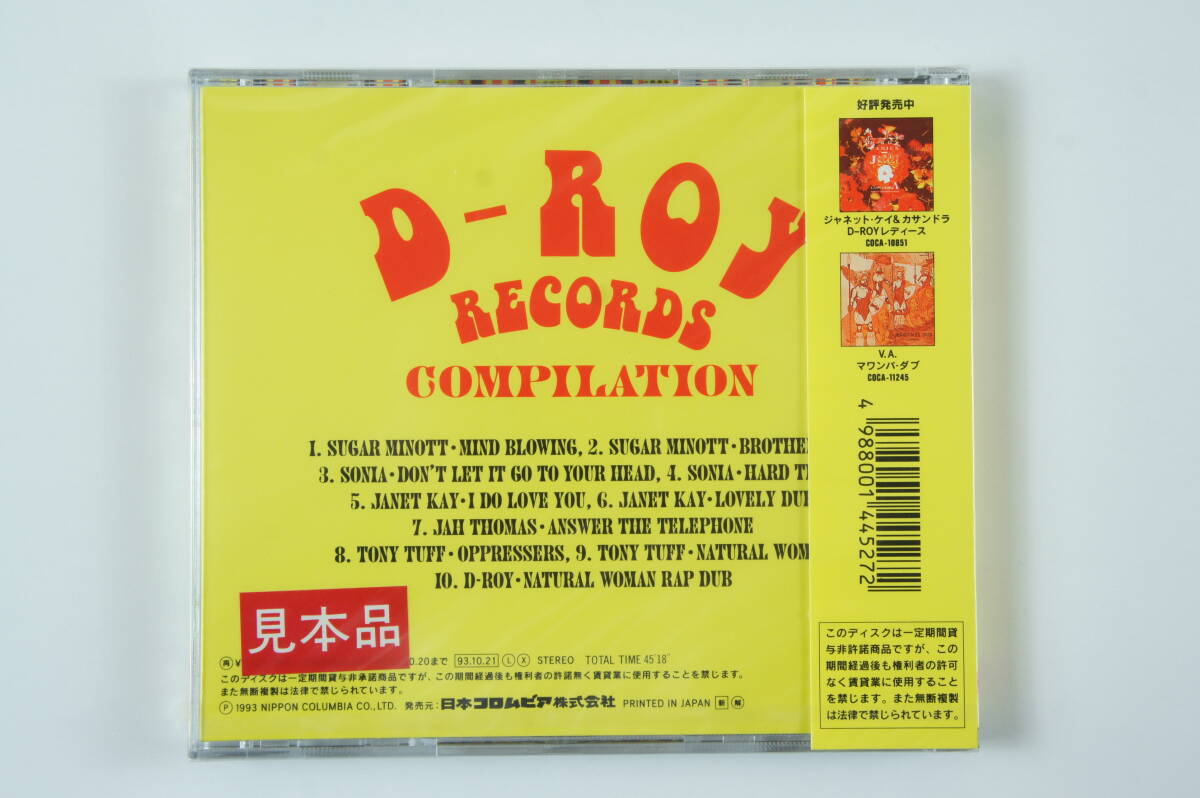 D-ROY
RECORDS
COMPILATION
1. SUGAR MINOTT・MIND BLOWING, 2. SUGAR MINOTT・BROTHE
3. SONIA・DON'T LET IT GO TO YOUR HEAD, 4. SONIA・HARD T
5. JANET KAY・I DO LOVE YOU, 6. JANET KAY・LOVELY DU
7. JAH THOMAS・ANSWER THE TELEPHONE
8. TONY TUFF・OPPRESSERS, 9. TONY TUFF・NATURAL WOM
10. D-ROY・NATURAL WOMAN RAP DUB
見本品
再 ¥ 0.20まで 93.10.21 Ⓛ Ⓧ STEREO TOTAL TIME 45'18"
このディスクは一定期間貸与非承諾商品ですが、この期間経過後も権利者の許諾無く賃貸業に使用することを禁じます。
また無断複製は法律で禁じられています。
Ⓟ 1993 NIPPON COLUMBIA CO., LTD. 発売元: 日本コロムビア株式会社 PRINTED IN JAPAN 新 解
好評発売中
ジャネット・ケイ&カサンドラ
D-ROYレディース
COCA-10851
V.A.
マワンバ・ダブ
COCA-11245
4 988001 445272
このディスクは一定期間貸
与非許諾商品ですが、この
期間経過後も権利者の許可
なく賃貸業に使用すること
を禁じます。また無断複製
は法律で禁じられています。